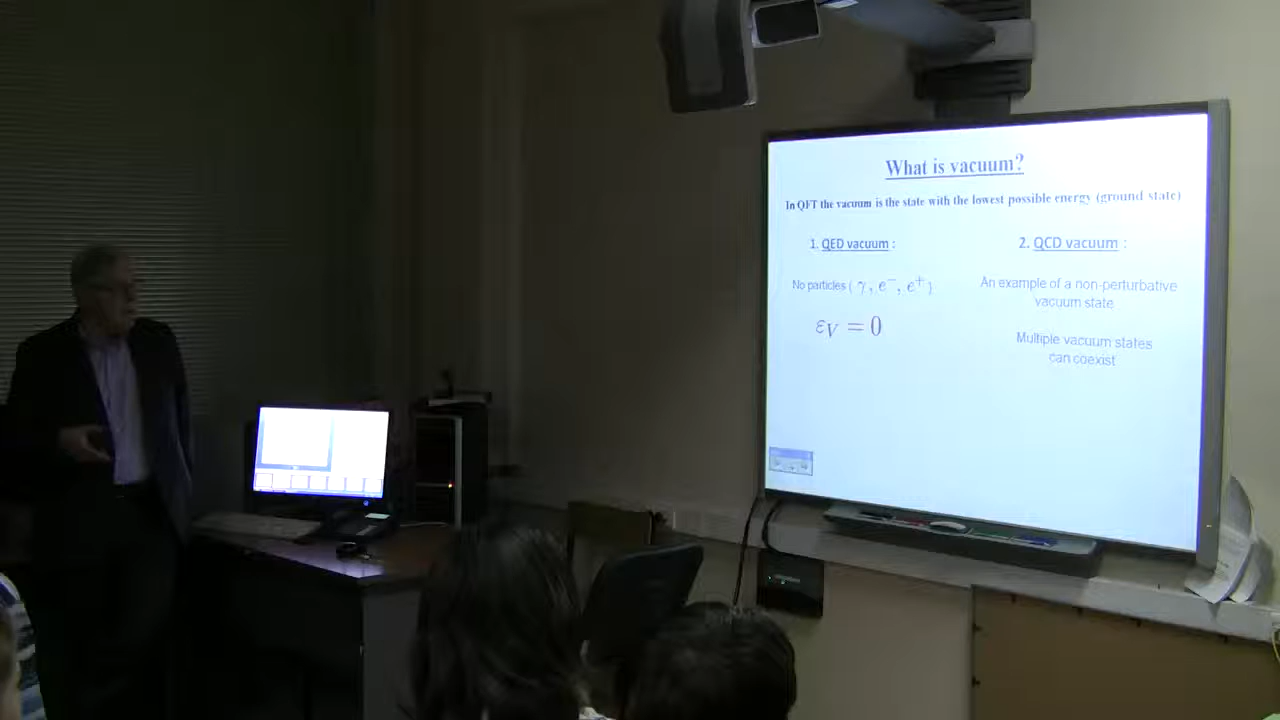 What is vacuum?
In QFT the vacuum is the state with the lowest possible energy (ground state)
1. QED vacuum :
No particles ( γ, e⁻, e⁺ )
ε_V = 0
2. QCD vacuum :
An example of a non-perturbative
vacuum state
Multiple vacuum states
can coexist